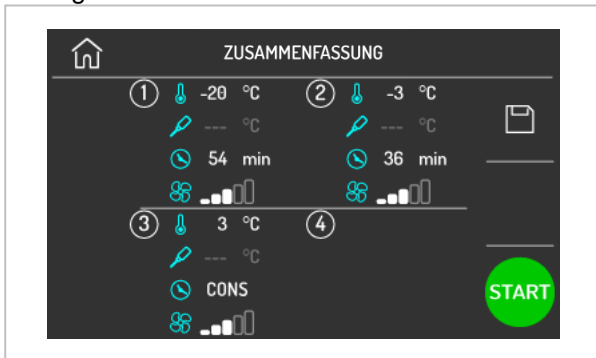 ZUSAMMENFASSUNG
1 -20 °C 2 -3 °C
--- °C --- °C
54 min 36 min
3 3 °C 4
--- °C
CONS
START